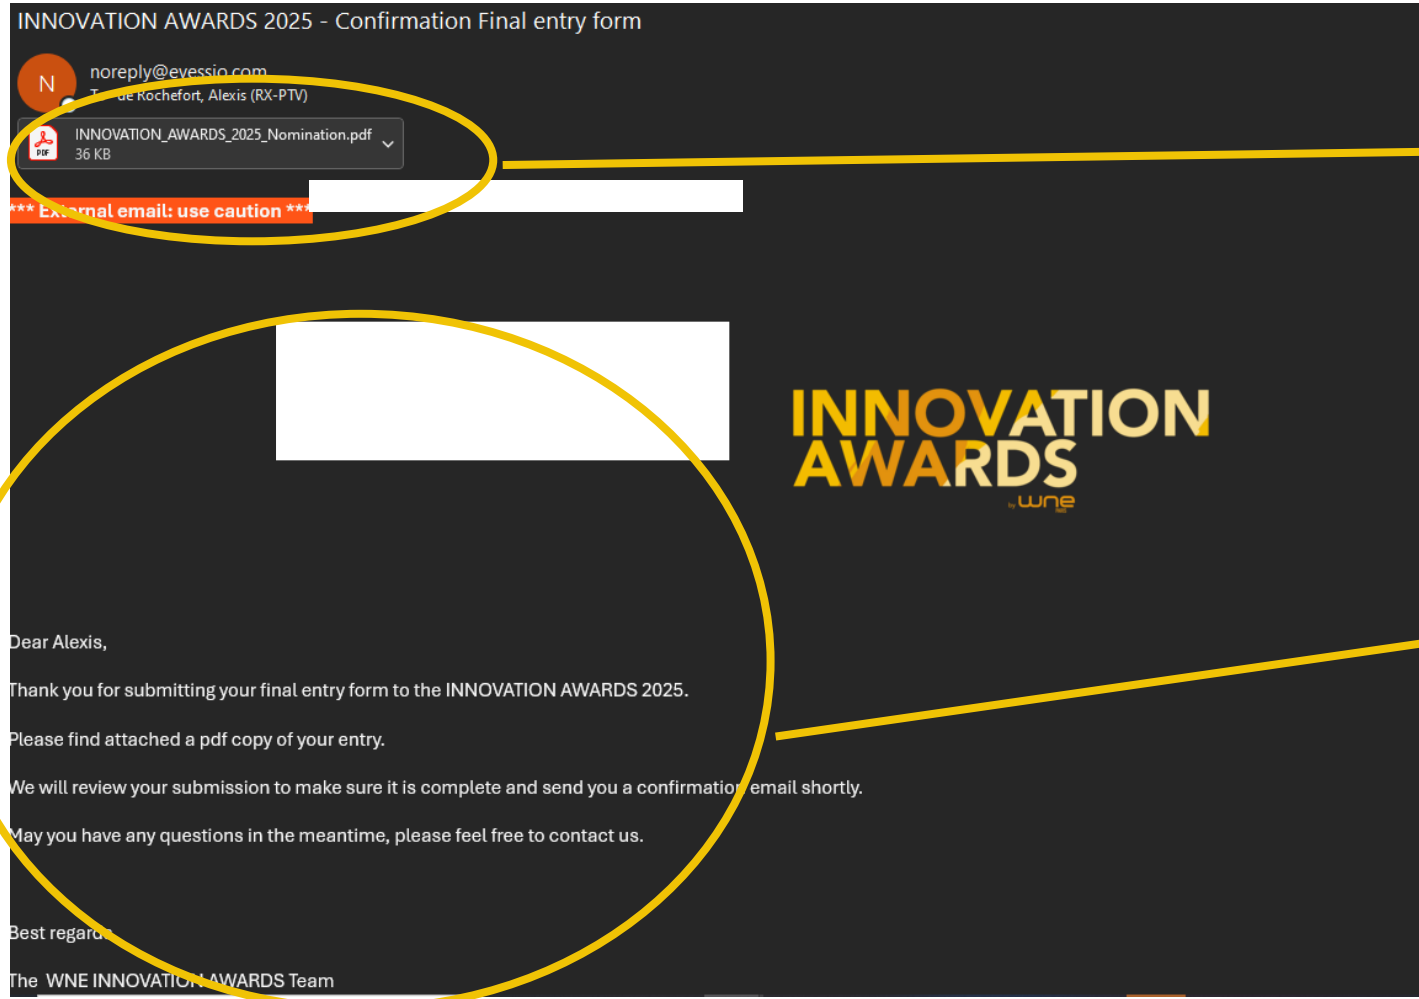 INNOVATION AWARDS 2025 - Confirmation Final entry form
N
noreply@evessio.com
To de Rochefort, Alexis (RX-PTV)
INNOVATION_AWARDS_2025_Nomination.pdf
PDF
36 KB
*** External email: use caution ***
INNOVATION
AWARDS
by wne
Dear Alexis,
Thank you for submitting your final entry form to the INNOVATION AWARDS 2025.
Please find attached a pdf copy of your entry.
We will review your submission to make sure it is complete and send you a confirmation email shortly.
May you have any questions in the meantime, please feel free to contact us.
Best regards
The WNE INNOVATION AWARDS Team